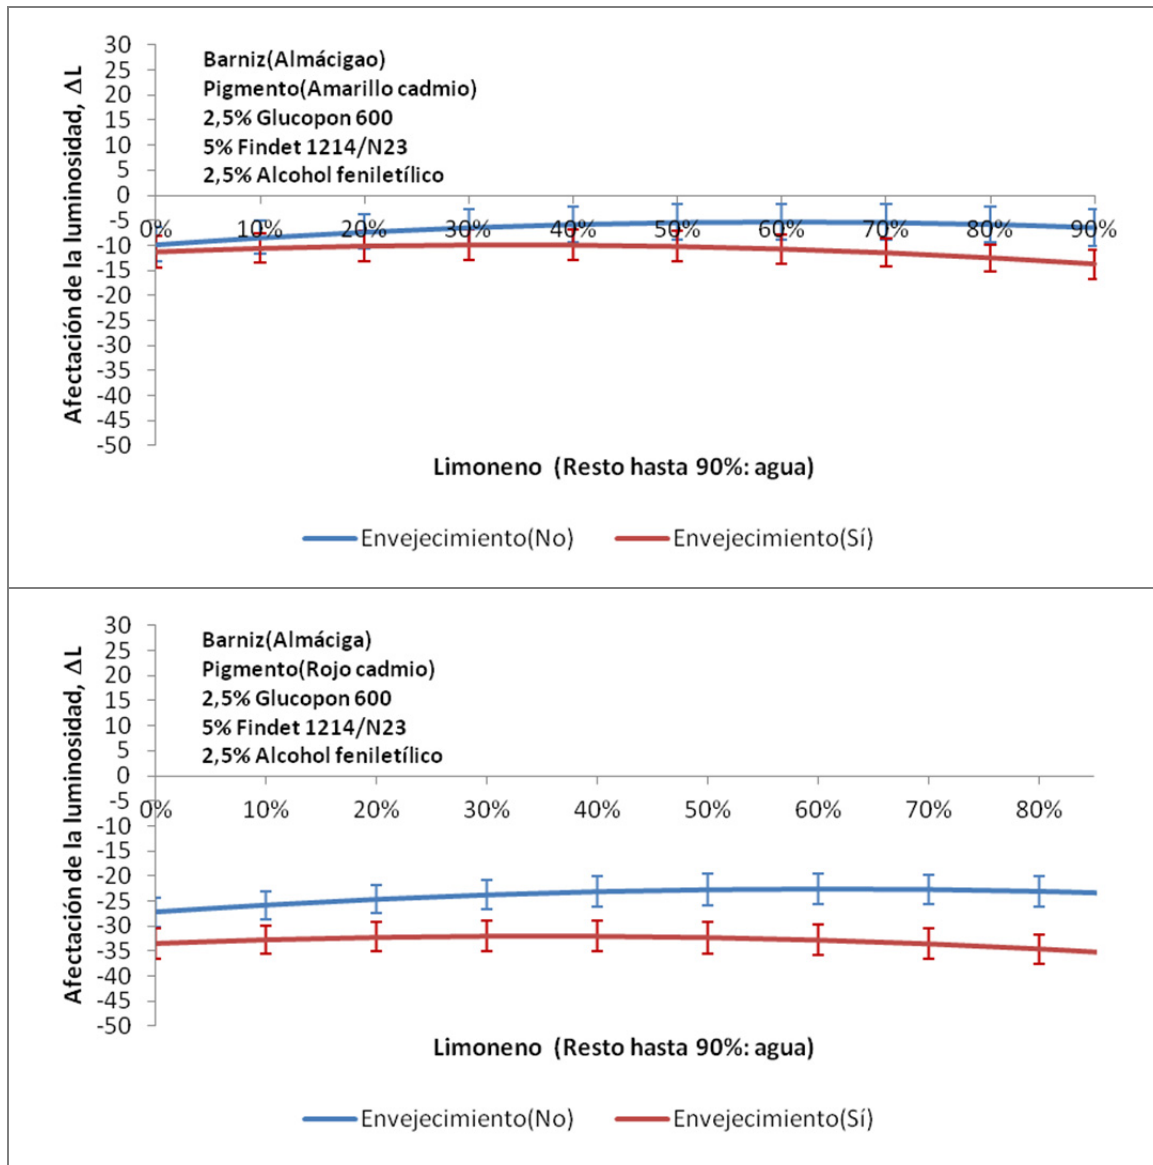 30
25
20
15
10
5
0
-5
-10
-15
-20
-25
-30
-35
-40
-45
-50
Afectación de la luminosidad, ΔL
Barniz(Almácigao)
Pigmento(Amarillo cadmio)
2,5% Glucopon 600
5% Findet 1214/N23
2,5% Alcohol feniletílico
0% 10% 20% 30% 40% 50% 60% 70% 80% 90%
Limoneno (Resto hasta 90%: agua)
Envejecimiento(No) Envejecimiento(Sí)
30
25
20
15
10
5
0
-5
-10
-15
-20
-25
-30
-35
-40
-45
-50
Afectación de la luminosidad, ΔL
Barniz(Almáciga)
Pigmento(Rojo cadmio)
2,5% Glucopon 600
5% Findet 1214/N23
2,5% Alcohol feniletílico
0% 10% 20% 30% 40% 50% 60% 70% 80%
Limoneno (Resto hasta 90%: agua)
Envejecimiento(No) Envejecimiento(Sí)